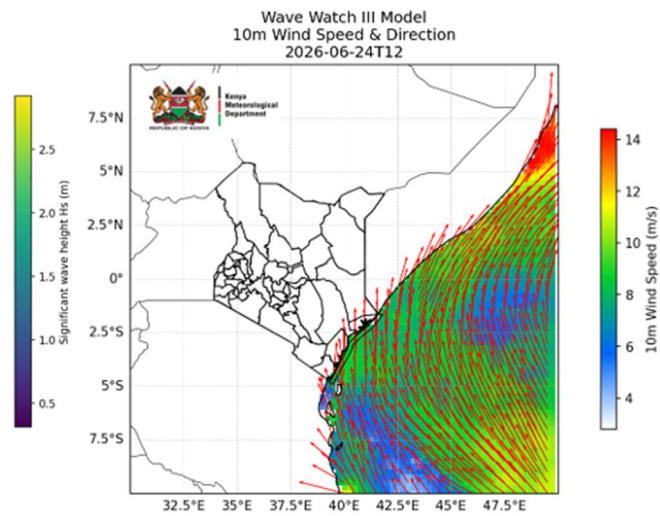 Wave Watch III Model
10m Wind Speed & Direction
2026-06-24T12
Kenya
Meteorological
Department
REPUBLIC OF KENYA
7.5°N
5°N
2.5°N
0°
2.5°S
5°S
7.5°S
32.5°E 35°E 37.5°E 40°E 42.5°E 45°E 47.5°E
2.5
2.0
1.5
1.0
0.5
Significant wave height Hs (m)
14
12
10
8
6
4
10m Wind Speed (m/s)